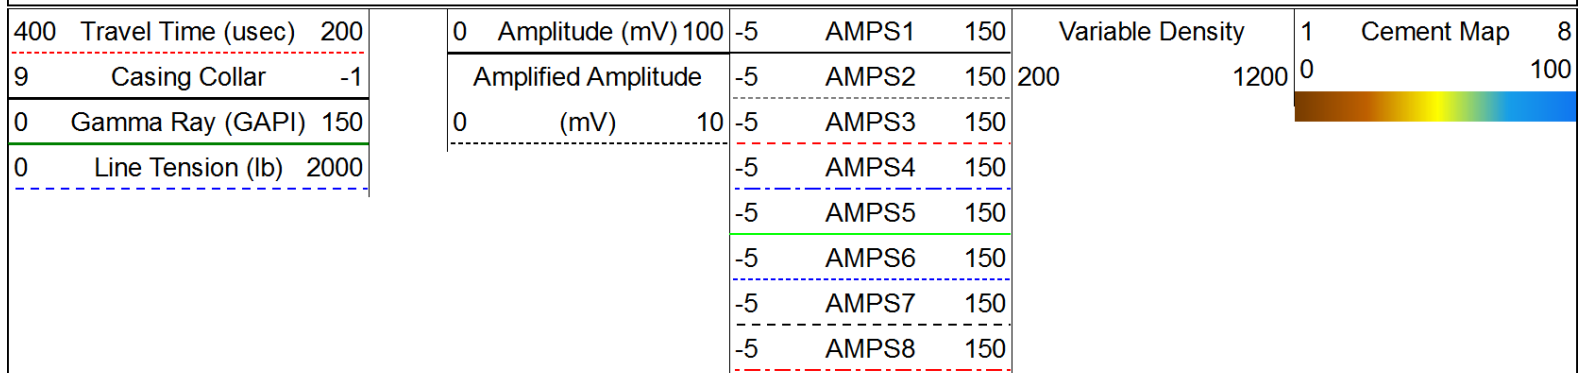 400 Travel Time (usec) 200
9 Casing Collar -1
0 Gamma Ray (GAPI) 150
0 Line Tension (lb) 2000
0 Amplitude (mV) 100
Amplified Amplitude
0 (mV) 10
-5 AMPS1 150
-5 AMPS2 150
-5 AMPS3 150
-5 AMPS4 150
-5 AMPS5 150
-5 AMPS6 150
-5 AMPS7 150
-5 AMPS8 150
Variable Density
200 1200
1 Cement Map 8
0 100